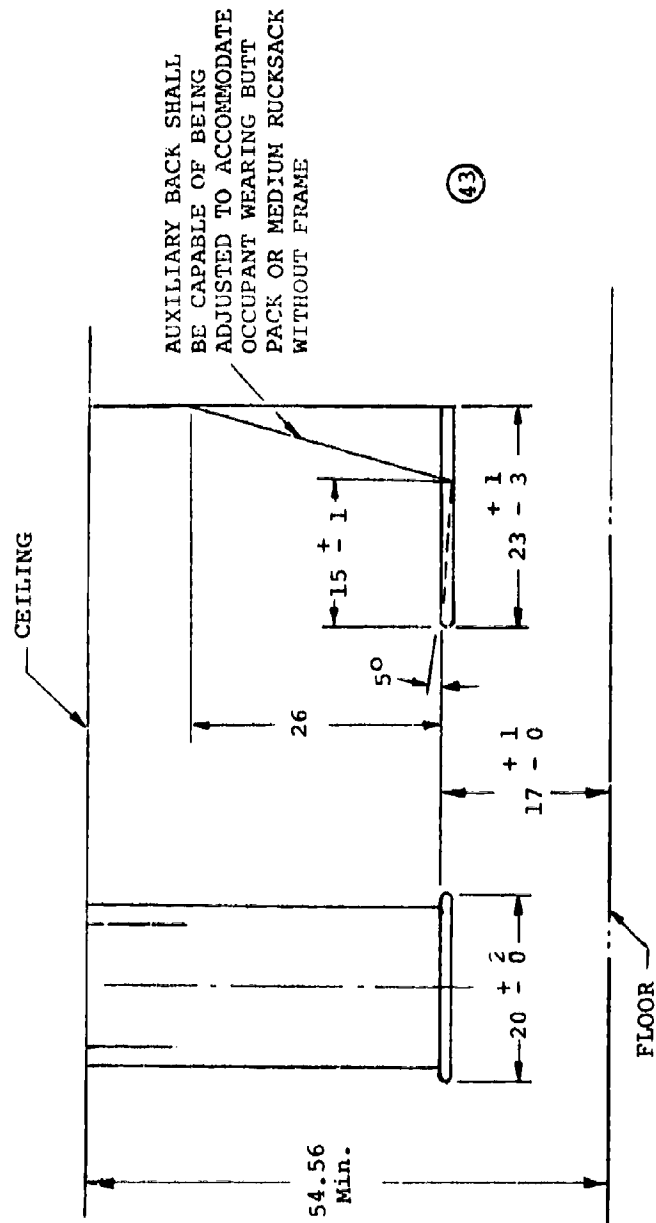 CEILING
AUXILIARY BACK SHALL
BE CAPABLE OF BEING
ADJUSTED TO ACCOMMODATE
OCCUPANT WEARING BUTT
PACK OR MEDIUM RUCKSACK
WITHOUT FRAME
54.56
Min.
26
15 ± 1
5°
43
20 + 2 - 0
17 + 1 - 0
23 + 1 - 3
FLOOR